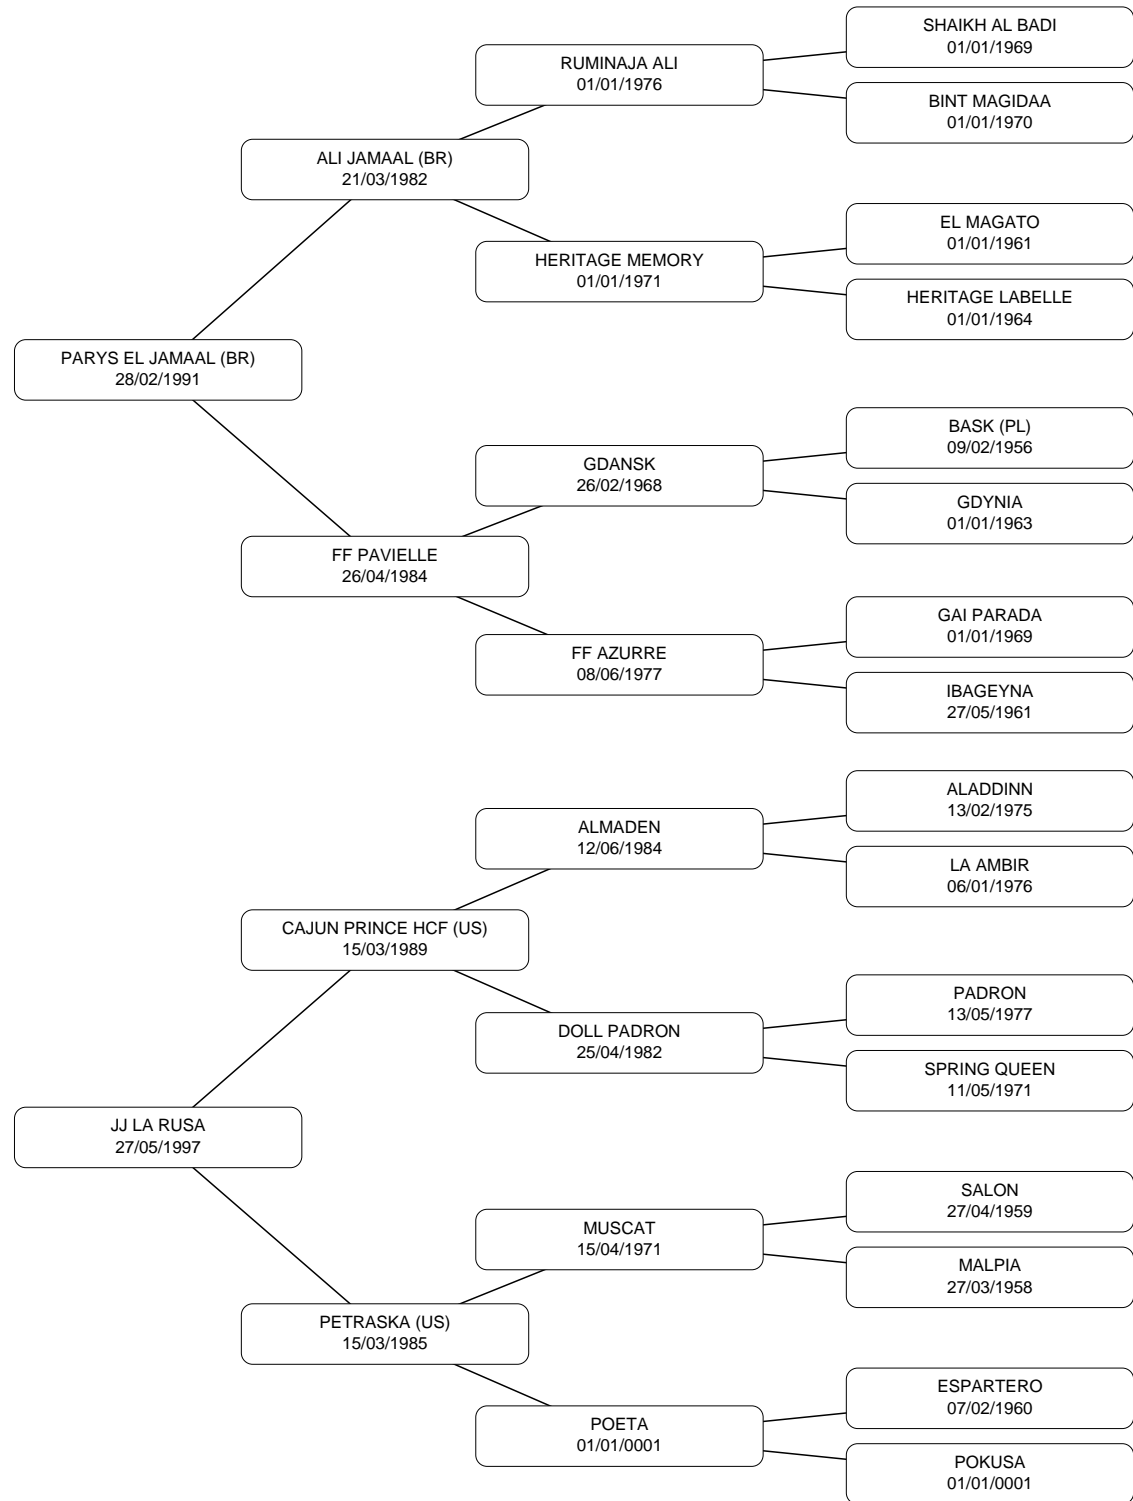 SHAIKH AL BADI
01/01/1969
RUMINAJA ALI
01/01/1976
BINT MAGIDAA
01/01/1970
ALI JAMAAL (BR)
21/03/1982
EL MAGATO
01/01/1961
HERITAGE MEMORY
01/01/1971
HERITAGE LABELLE
01/01/1964
PARYS EL JAMAAL (BR)
28/02/1991
BASK (PL)
09/02/1956
GDANSK
26/02/1968
GDYNIA
01/01/1963
FF PAVIELLE
26/04/1984
GAI PARADA
01/01/1969
FF AZURRE
08/06/1977
IBAGEYNA
27/05/1961
ALADDINN
13/02/1975
ALMADEN
12/06/1984
LA AMBIR
06/01/1976
CAJUN PRINCE HCF (US)
15/03/1989
PADRON
13/05/1977
DOLL PADRON
25/04/1982
SPRING QUEEN
11/05/1971
JJ LA RUSA
27/05/1997
SALON
27/04/1959
MUSCAT
15/04/1971
MALPIA
27/03/1958
PETRASKA (US)
15/03/1985
ESPARTERO
07/02/1960
POETA
01/01/0001
POKUSA
01/01/0001